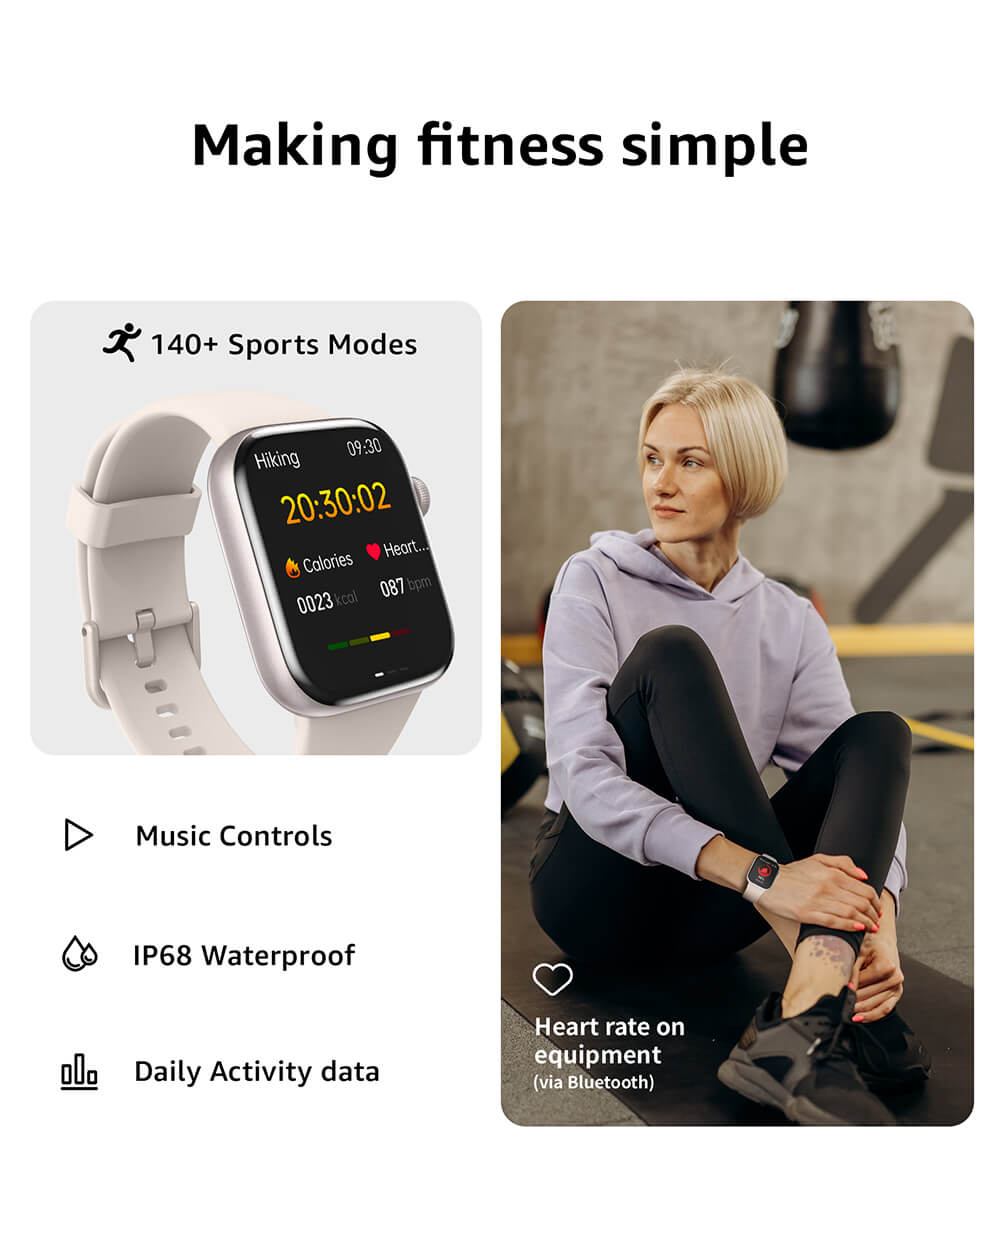 Making fitness simple
140+ Sports Modes
Hiking 09:30
20:30:02
Calories Heart...
0023 kcal 087 bpm
Music Controls
IP68 Waterproof
Daily Activity data
Heart rate on
equipment
(via Bluetooth)